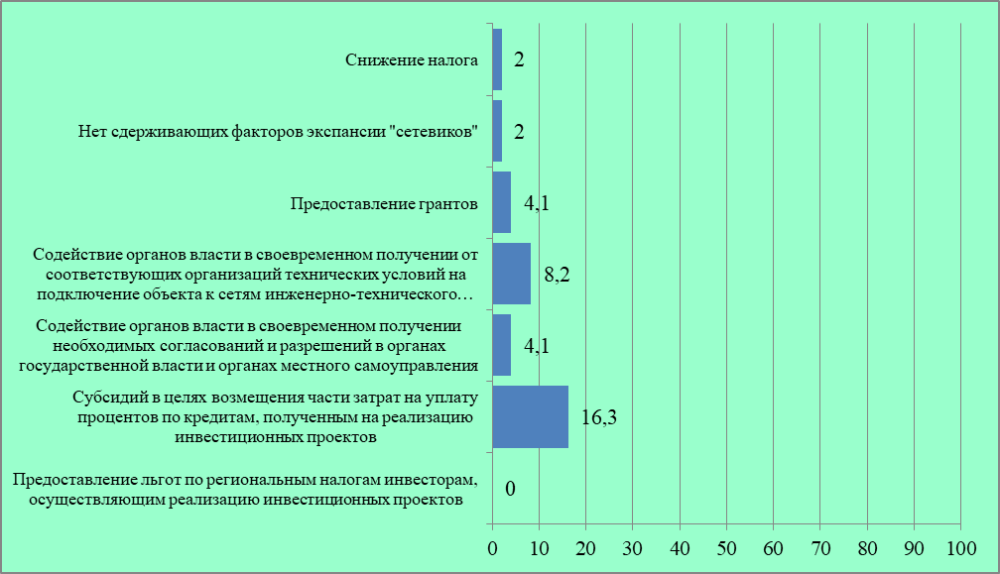 Снижение налога
2
Нет сдерживающих факторов экспансии "сетевиков"
2
Предоставление грантов
4,1
Содействие органов власти в своевременном получении от
соответствующих организаций технических условий на
подключение объекта к сетям инженерно-технического…
8,2
Содействие органов власти в своевременном получении
необходимых согласований и разрешений в органах
государственной власти и органах местного самоуправления
4,1
Субсидий в целях возмещения части затрат на уплату
процентов по кредитам, полученным на реализацию
инвестиционных проектов
16,3
Предоставление льгот по региональным налогам инвесторам,
осуществляющим реализацию инвестиционных проектов
0
0 10 20 30 40 50 60 70 80 90 100